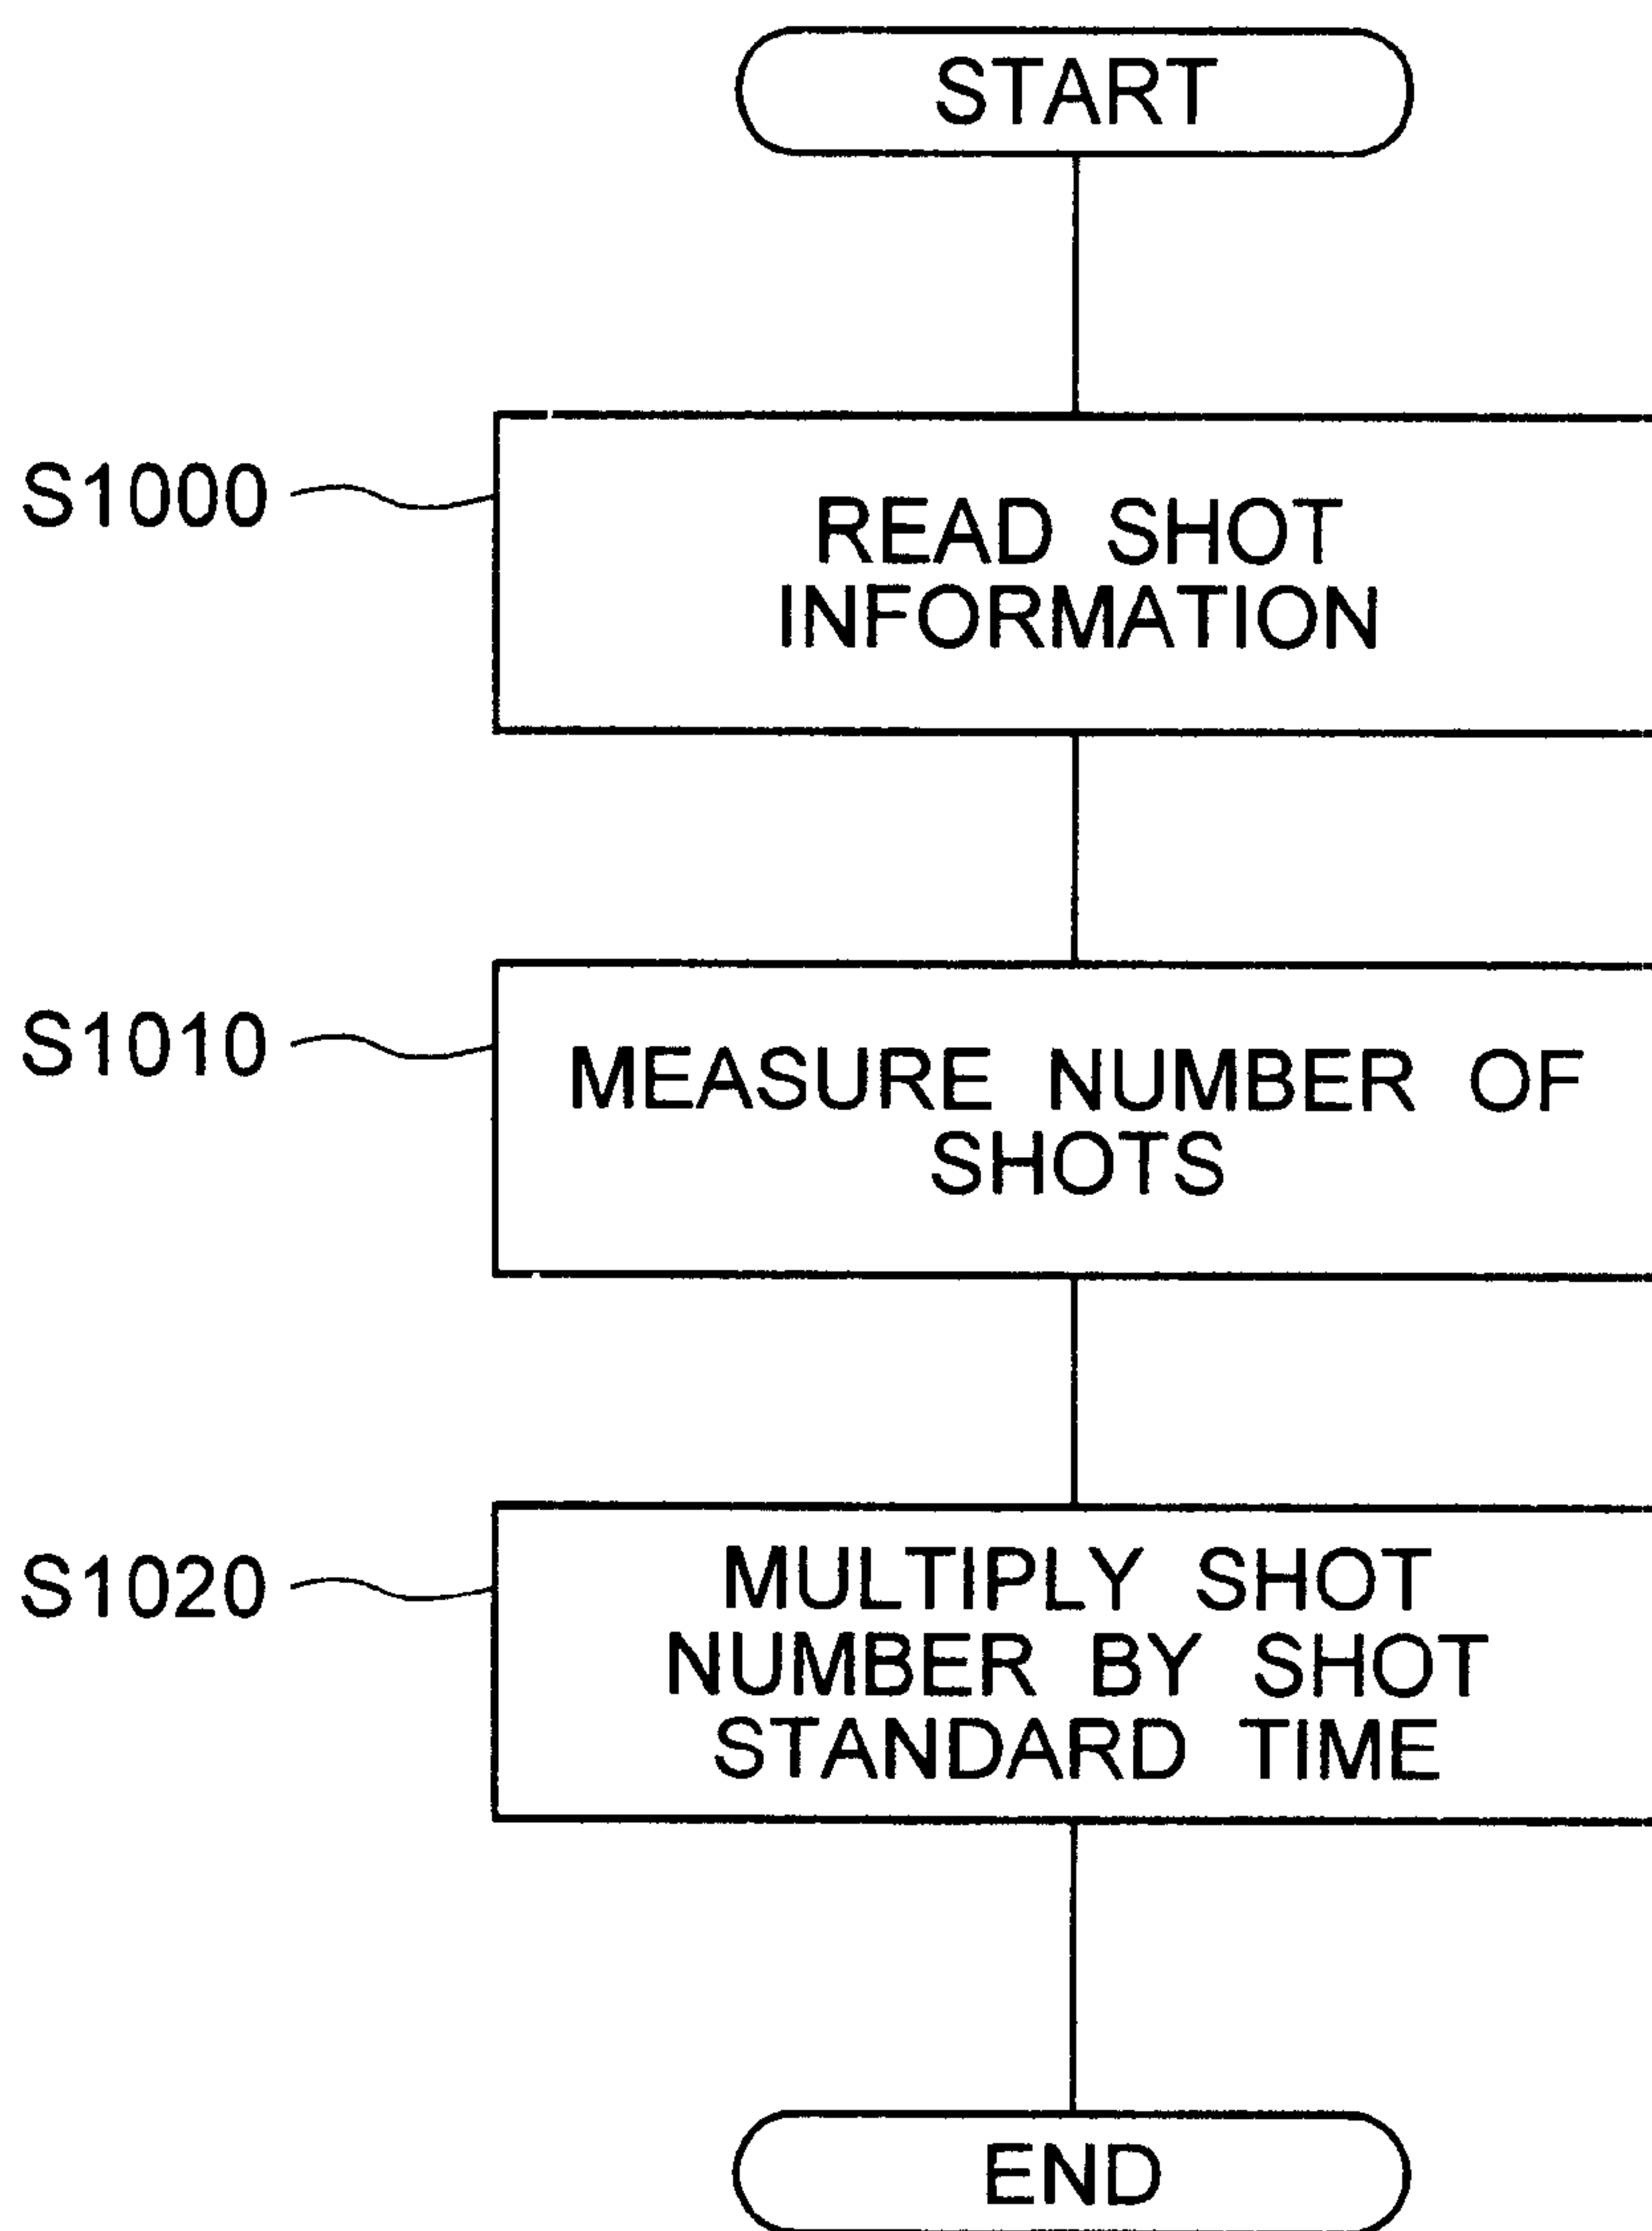 START
S1000
READ SHOT
INFORMATION
S1010
MEASURE NUMBER OF
SHOTS
S1020
MULTIPLY SHOT
NUMBER BY SHOT
STANDARD TIME
END